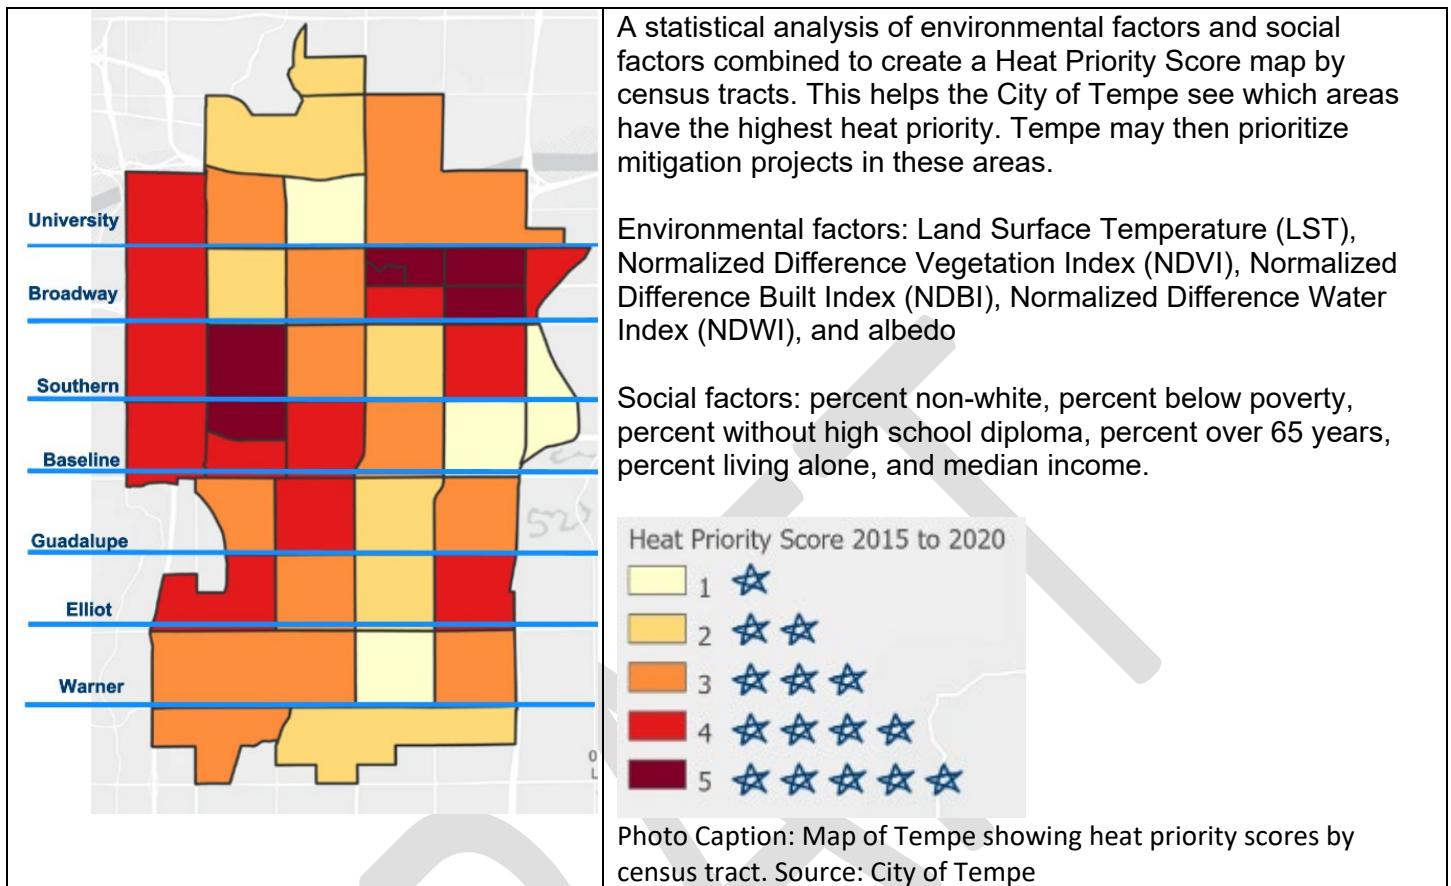 University
Broadway
Southern
Baseline
Guadalupe
Elliot
Warner
0
L
A statistical analysis of environmental factors and social
factors combined to create a Heat Priority Score map by
census tracts. This helps the City of Tempe see which areas
have the highest heat priority. Tempe may then prioritize
mitigation projects in these areas.
Environmental factors: Land Surface Temperature (LST),
Normalized Difference Vegetation Index (NDVI), Normalized
Difference Built Index (NDBI), Normalized Difference Water
Index (NDWI), and albedo
Social factors: percent non-white, percent below poverty,
percent without high school diploma, percent over 65 years,
percent living alone, and median income.
Heat Priority Score 2015 to 2020
1
2
3
4
5
Photo Caption: Map of Tempe showing heat priority scores by
census tract. Source: City of Tempe